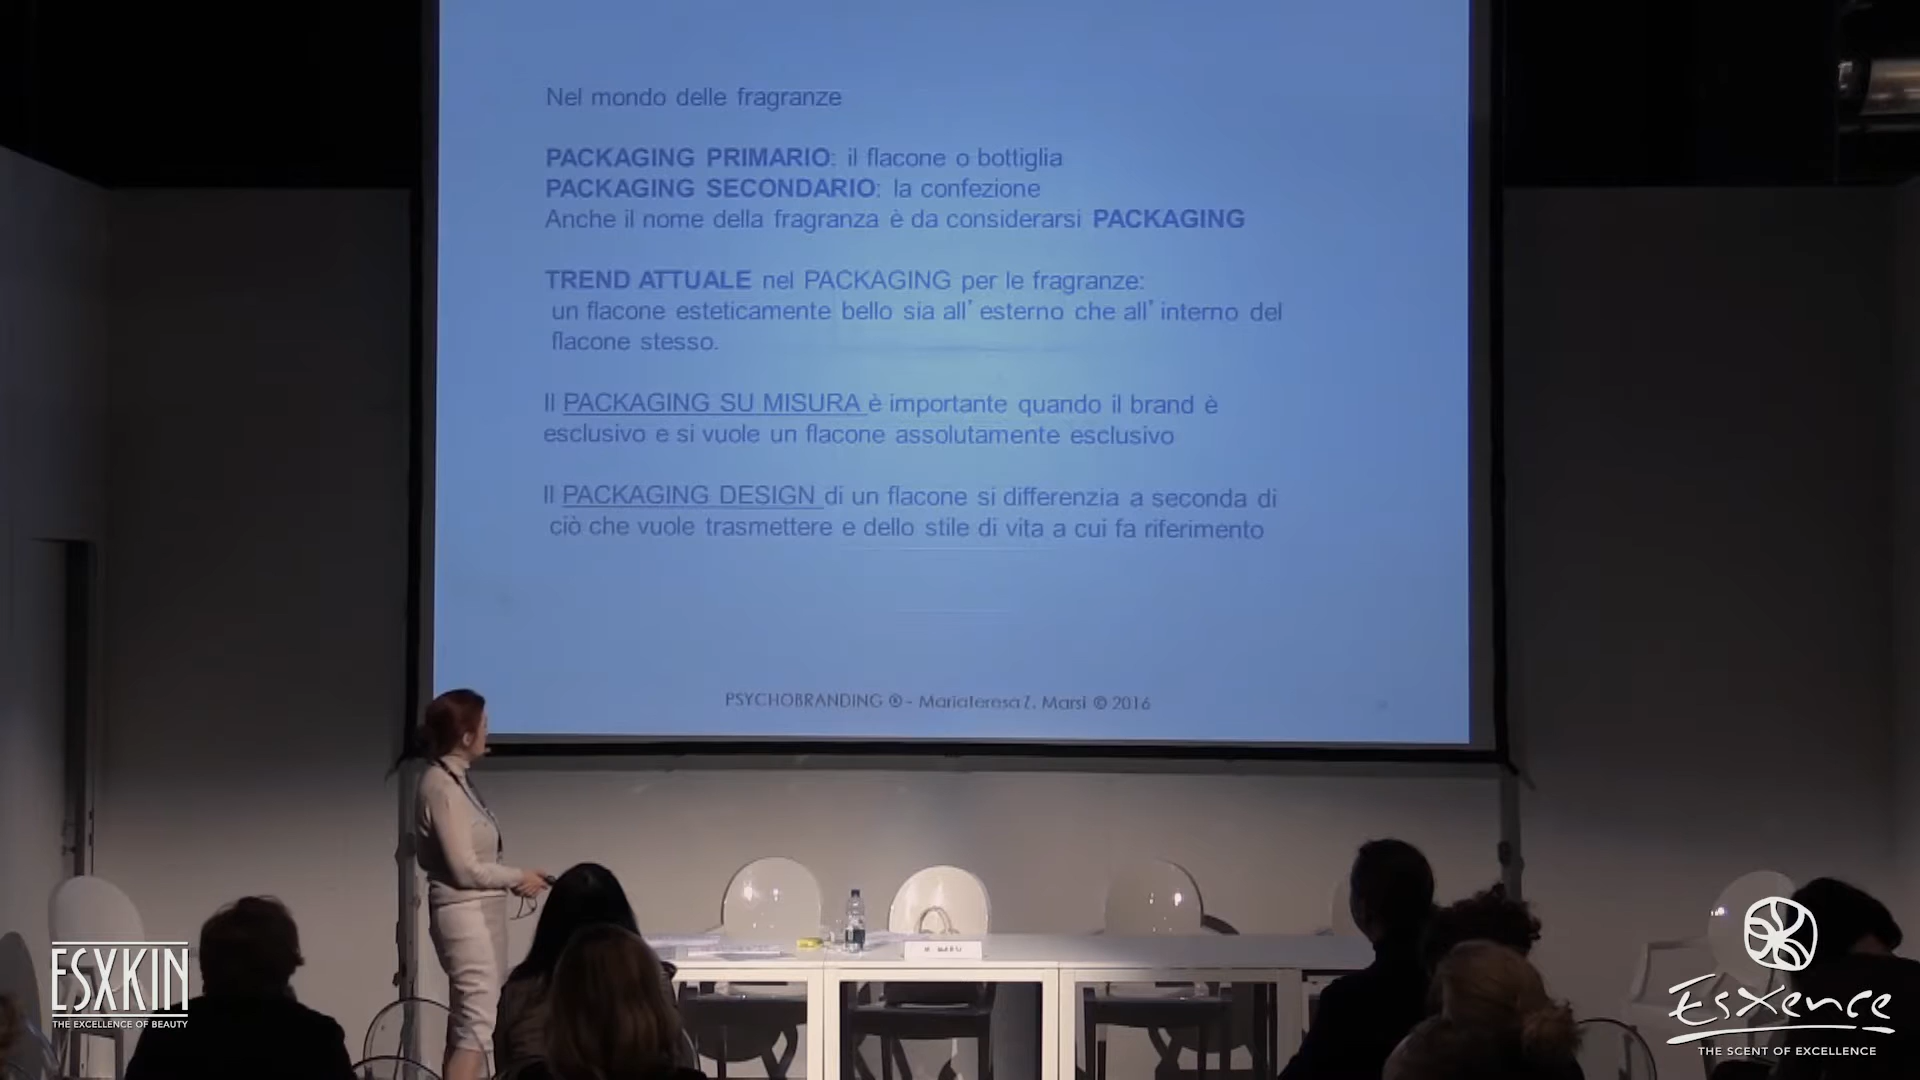 Nel mondo delle fragranze
PACKAGING PRIMARIO: il flacone o bottiglia
PACKAGING SECONDARIO: la confezione
Anche il nome della fragranza è da considerarsi PACKAGING
TREND ATTUALE nel PACKAGING per le fragranze:
un flacone esteticamente bello sia all' esterno che all' interno del
flacone stesso.
Il PACKAGING SU MISURA è importante quando il brand è
esclusivo e si vuole un flacone assolutamente esclusivo
Il PACKAGING DESIGN di un flacone si differenzia a seconda di
ciò che vuole trasmettere e dello stile di vita a cui fa riferimento
PSYCHOBRANDING ® - Mariateresa Z. Marsi © 2016
ESXKIN
THE EXCELLENCE OF BEAUTY
Esxence
THE SCENT OF EXCELLENCE